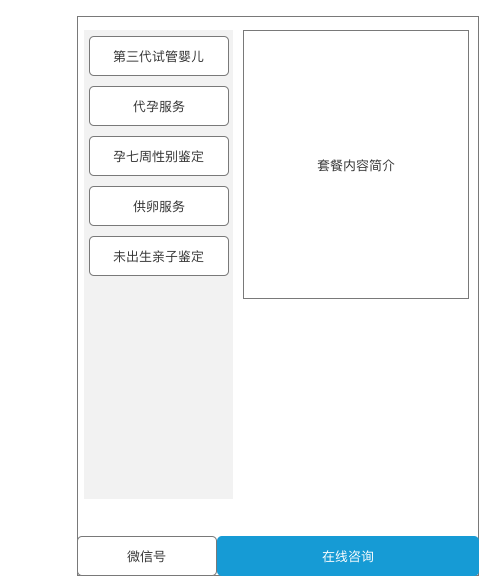 第三代试管婴儿
代孕服务
孕七周性别鉴定
供卵服务
未出生亲子鉴定
套餐内容简介
微信号
在线咨询